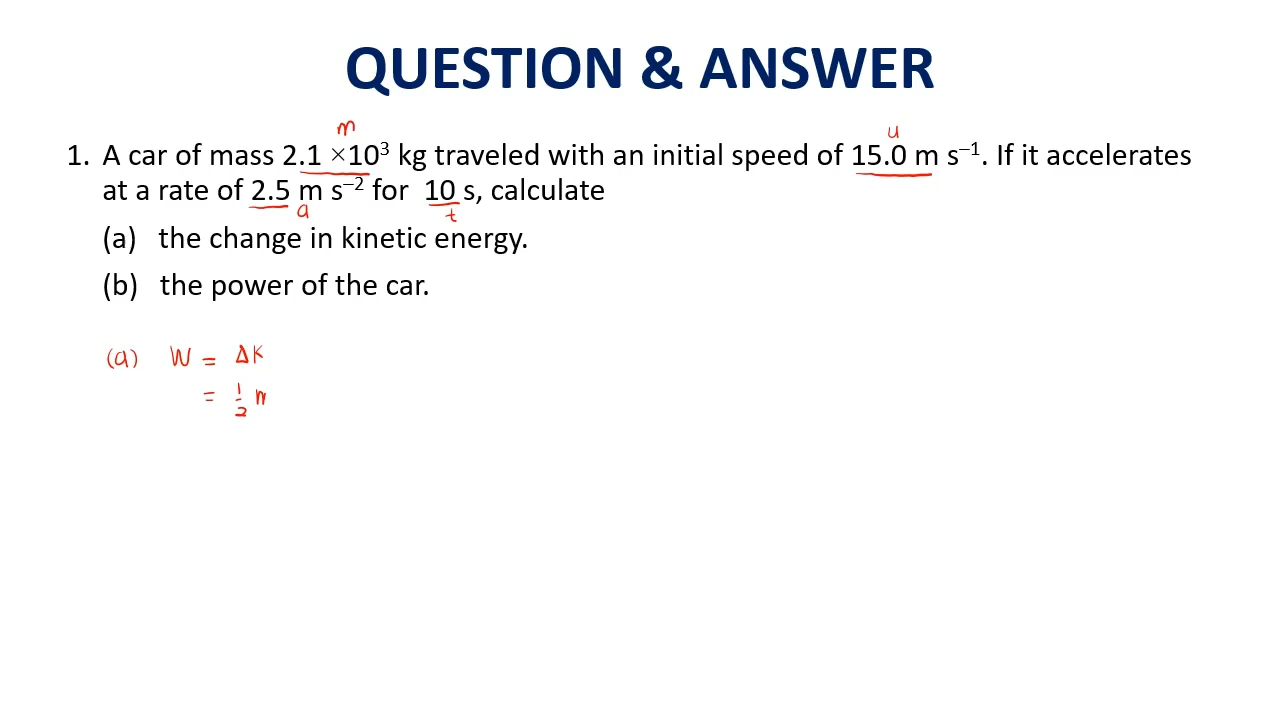 QUESTION & ANSWER
m u
1. A car of mass 2.1 ×10³ kg traveled with an initial speed of 15.0 m s⁻¹. If it accelerates
at a rate of 2.5 m s⁻² for 10 s, calculate
a t
(a) the change in kinetic energy.
(b) the power of the car.
(a) W = ΔK
= 1/2 m